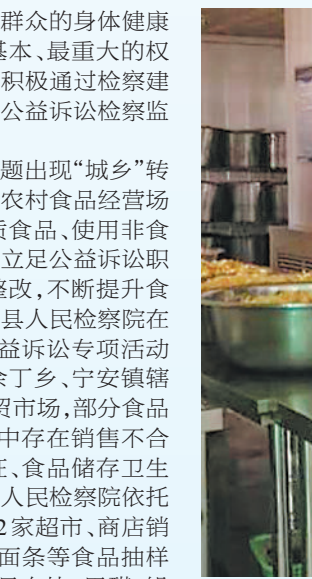 群众的身体健康
基本、最重大的权
积极通过检察建
公益诉讼检察监
题出现“城乡”转
农村食品经营场
质食品、使用非食
立足公益诉讼职
整改,不断提升食
县人民检察院在
益诉讼专项活动
余丁乡、宁安镇辖
贸市场,部分食品
中存在销售不合
证、食品储存卫生
人民检察院依托
2家超市、商店销
面条等食品抽样